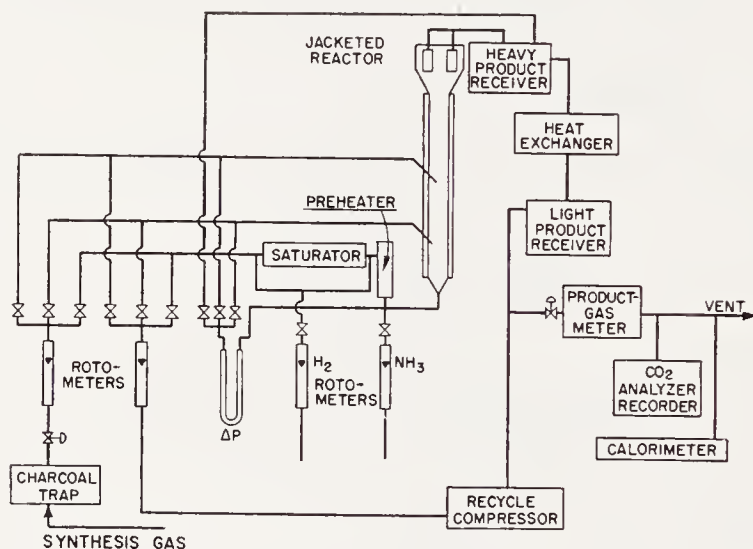 JACKETED
REACTOR
HEAVY
PRODUCT
RECEIVER
HEAT
EXCHANGER
PREHEATER
LIGHT
PRODUCT
RECEIVER
SATURATOR
PRODUCT-
GAS
METER
VENT
ROTO-
METERS
H2
ROTO-
METERS
NH3
CO2
ANALYZER
RECORDER
ΔP
D
CALORIMETER
CHARCOAL
TRAP
RECYCLE
COMPRESSOR
SYNTHESIS GAS